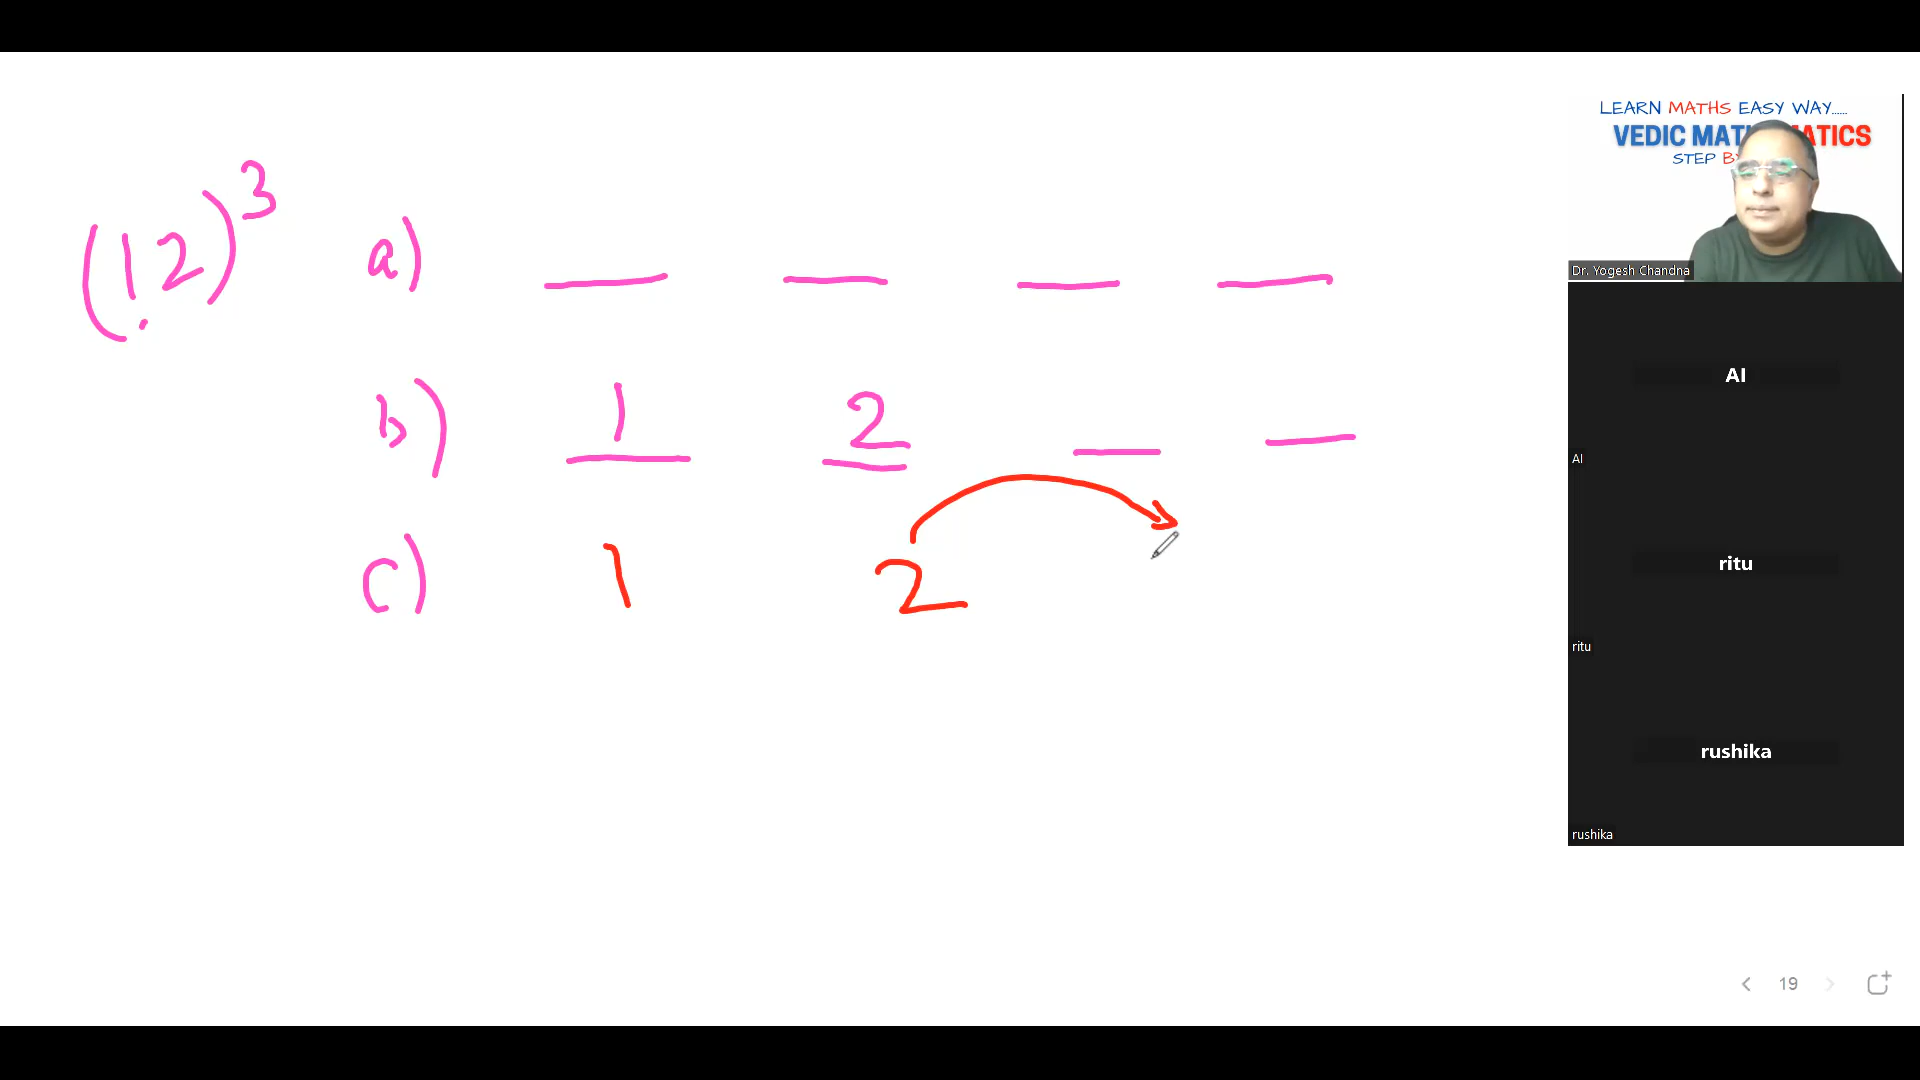 LEARN MATHS EASY WAY......
VEDIC MAT ATICS
STEP B
(12)³ a)
b) 1 2
c) 1 2
Dr. Yogesh Chandna
AI
AI
ritu
ritu
rushika
rushika
19